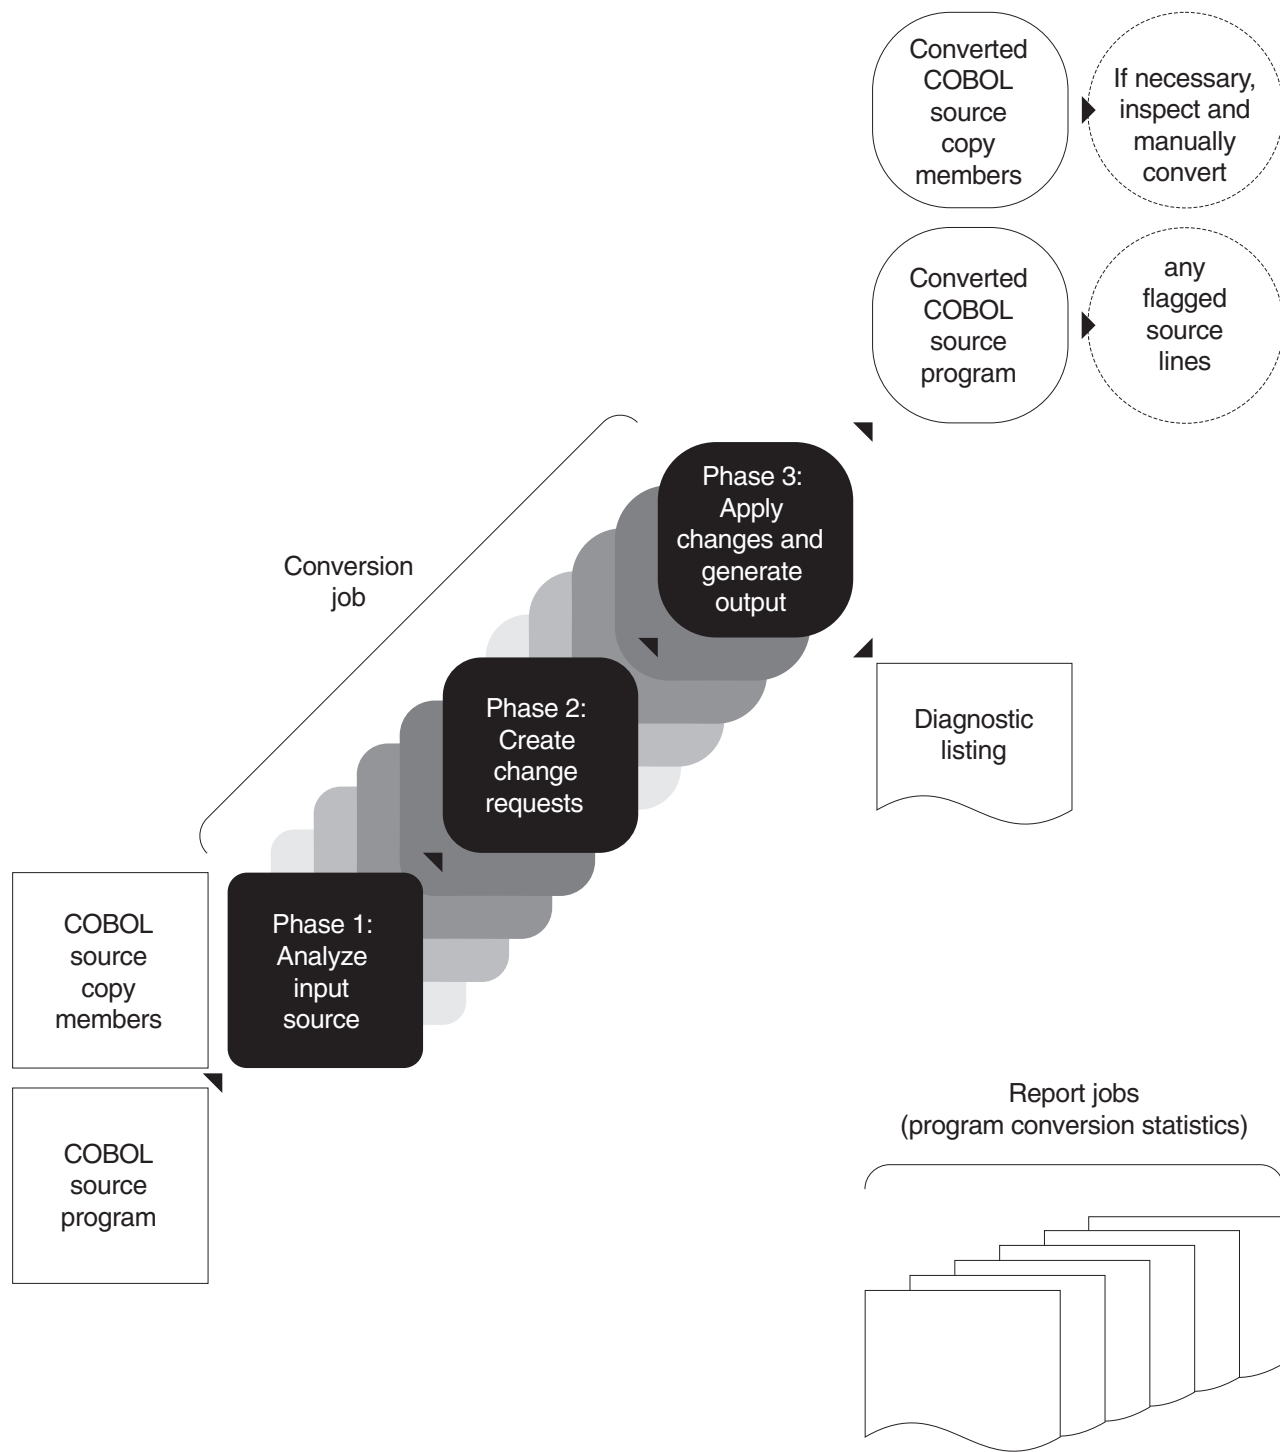 Converted
COBOL
source
copy
members
If necessary,
inspect and
manually
convert
Converted
COBOL
source
program
any
flagged
source
lines
Phase 3:
Apply
changes and
generate
output
Conversion
job
Phase 2:
Create
change
requests
Diagnostic
listing
COBOL
source
copy
members
Phase 1:
Analyze
input
source
COBOL
source
program
Report jobs
(program conversion statistics)